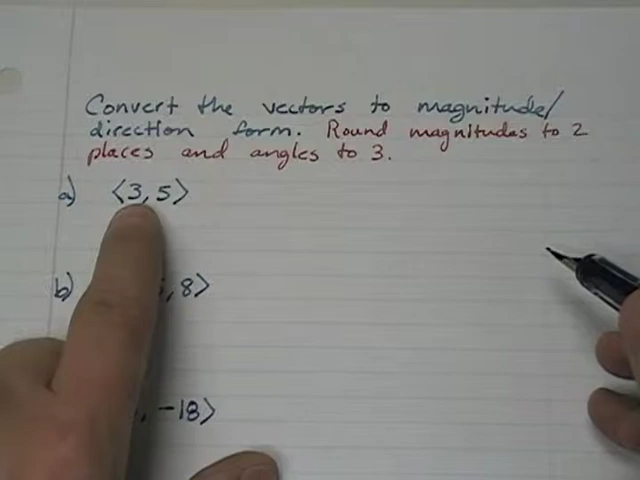 Convert the vectors to magnitude/
direction form. Round magnitudes to 2
places and angles to 3.
a) ⟨3,5⟩
b) , 8⟩
, -18⟩